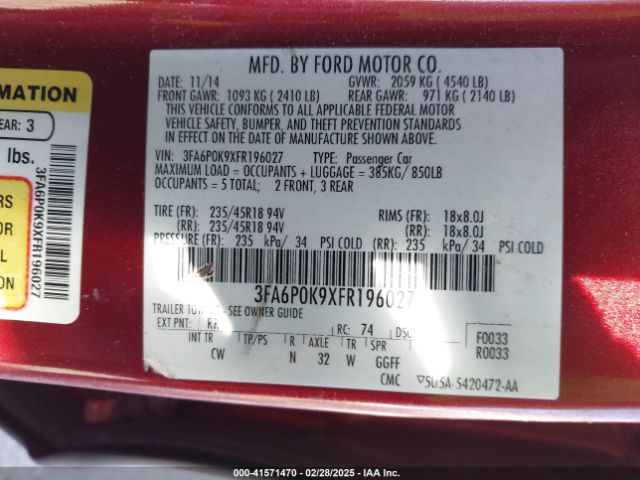 MFD. BY FORD MOTOR CO.
DATE: 11/14 GVWR: 2059 KG ( 4540 LB)
FRONT GAWR: 1093 KG ( 2410 LB) REAR GAWR: 971 KG ( 2140 LB)
THIS VEHICLE CONFORMS TO ALL APPLICABLE FEDERAL MOTOR
VEHICLE SAFETY, BUMPER, AND THEFT PREVENTION STANDARDS
IN EFFECT ON THE DATE OF MANUFACTURE SHOWN ABOVE.
VIN: 3FA6P0K9XFR196027 TYPE: Passenger Car
MAXIMUM LOAD = OCCUPANTS + LUGGAGE = 385KG/ 850LB
OCCUPANTS = 5 TOTAL; 2 FRONT, 3 REAR
TIRE (FR): 235/45R18 94V RIMS (FR): 18x8.0J
(RR): 235/45R18 94V (RR): 18x8.0J
PRESSURE (FR): 235 kPa/ 34 PSI COLD (RR): 235 kPa/ 34 PSI COLD
3FA6P0K9XFR196027
TRAILER - SEE OWNER GUIDE
EXT PNT: RR RC: 74 DSO: F0033
INT TR TP/PS R AXLE TR SPR R0033
CW N 32 W GGFF
CMC ▽5U5A-5420472-AA
MATION
EAR: 3
lbs.
RS
OR
L
S
3FA6P0K9XFR196027
OWNER: 41571470 02/28/2025 - IAA Inc.